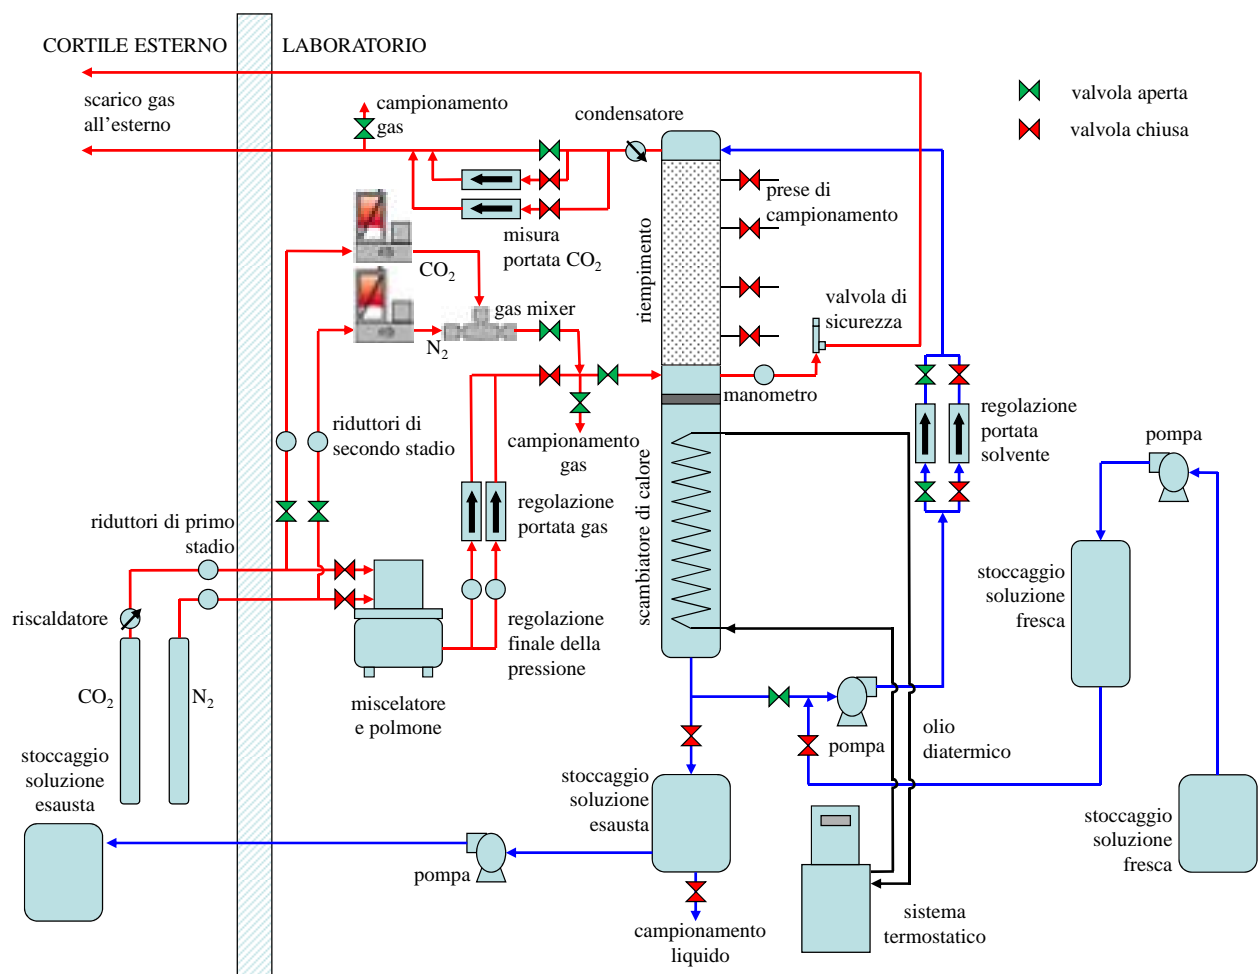 CORTILE ESTERNO
LABORATORIO
scarico gas
all’esterno
campionamento
gas
condensatore
valvola aperta
valvola chiusa
prese di
campionamento
misura
portata CO2
riempimento
CO2
gas mixer
N2
valvola di
sicurezza
manometro
riduttori di
secondo stadio
campionamento
gas
regolazione
portata
solvente
pompa
scambiatore di calore
regolazione
portata gas
riduttori di primo
stadio
stoccaggio
soluzione
fresca
riscaldatore
regolazione
finale della
pressione
CO2
N2
miscelatore
e polmone
pompa
olio
diatermico
stoccaggio
soluzione
esausta
stoccaggio
soluzione
esausta
stoccaggio
soluzione
fresca
pompa
sistema
termostatico
campionamento
liquido